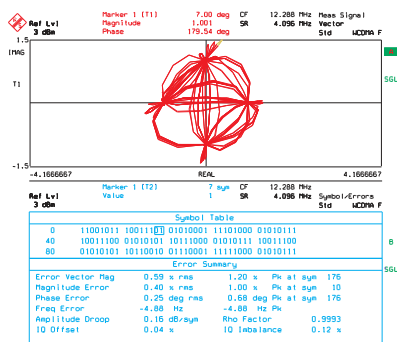 Marker 1 [T1] 7.00 deg CF 12.288 MHz Meas Signal
Ref Lvl Magnitude 1.001 SR 4.096 MHz Vector
3 dBm Phase 179.54 deg Std WCDMA F
1.5
IMAG
T1
SGL
-1.5
-4.1666667 REAL 4.1666667
Marker 1 [T2] 7 sym CF 12.288 MHz
Ref Lvl Value 1 SR 4.096 MHz Symbol/Errors
3 dBm Std WCDMA F
Symbol Table
0 11001011 10011101 01010001 11101000 01010111
40 10011100 01010101 10111000 01010111 10011100
80 01010101 10110010 01110001 11111000 01010111
B
Error Summary
SGL
Error Vector Mag 0.59 % rms 1.20 % Pk at sym 176
Magnitude Error 0.40 % rms 1.00 % Pk at sym 10
Phase Error 0.25 deg rms 0.68 deg Pk at sym 176
Freq Error -4.88 Hz -4.88 Hz Pk
Amplitude Droop 0.16 dB/sym Rho Factor 0.9993
IQ Offset 0.04 % IQ Imbalance 0.12 %